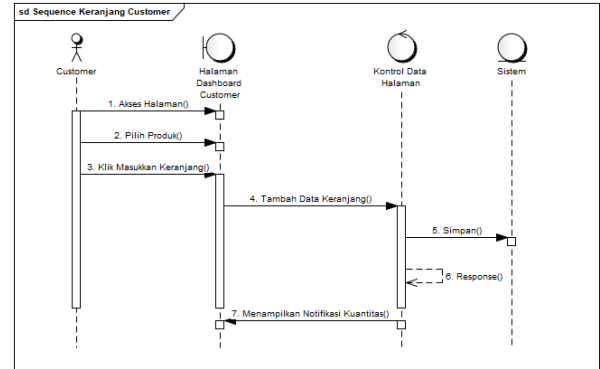 sd Sequence Keranjang Customer
Customer
Halaman
Dashboard
Customer
Kontrol Data
Halaman
Sistem
1. Akses Halaman()
2. Pilih Produk()
3. Klik Masukkan Keranjang()
4. Tambah Data Keranjang()
5. Simpan()
6. Response()
7. Menampilkan Notifikasi Kuantitas()